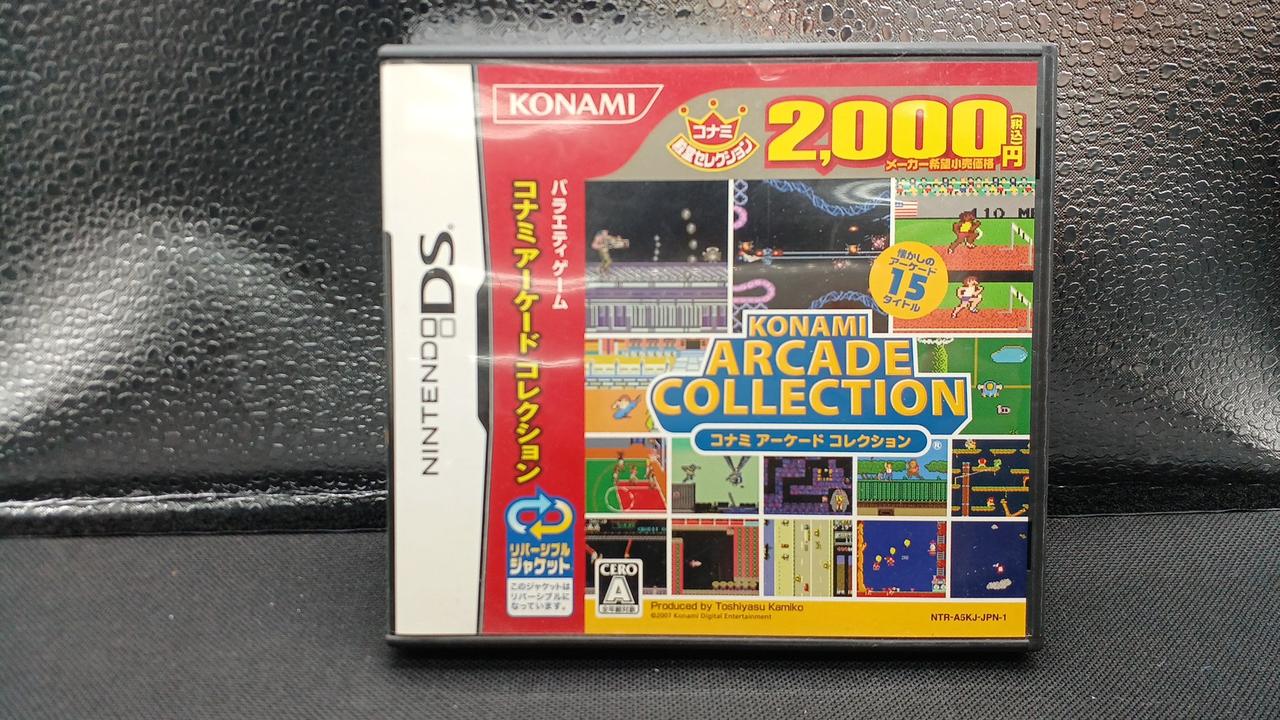 KONAMI
コナミ
殿堂セレクション
2,000円
(税込)
メーカー希望小売価格
NINTENDO DS
バラエティゲーム
コナミ アーケード コレクション
110 M
懐かしの
アーケード
15
タイトル
KONAMI
ARCADE
COLLECTION
コナミ アーケード コレクション
®
リバーシブル
ジャケット
このジャケットは
リバーシブルに
なっています。
CERO
A
全年齢対象
Produced by Toshiyasu Kamiko
©2007 Konami Digital Entertainment
NTR-A5KJ-JPN-1